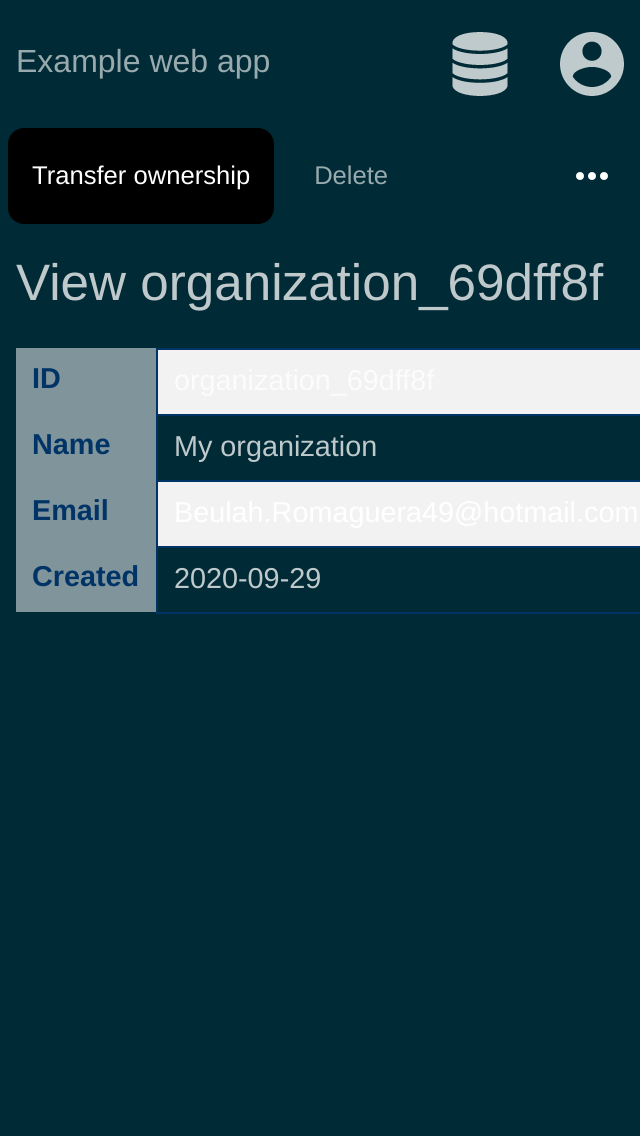 Example web app
Transfer ownership Delete
View organization_69dff8f
ID organization_69dff8f
Name My organization
Email Beulah.Romaguera49@hotmail.com
Created 2020-09-29